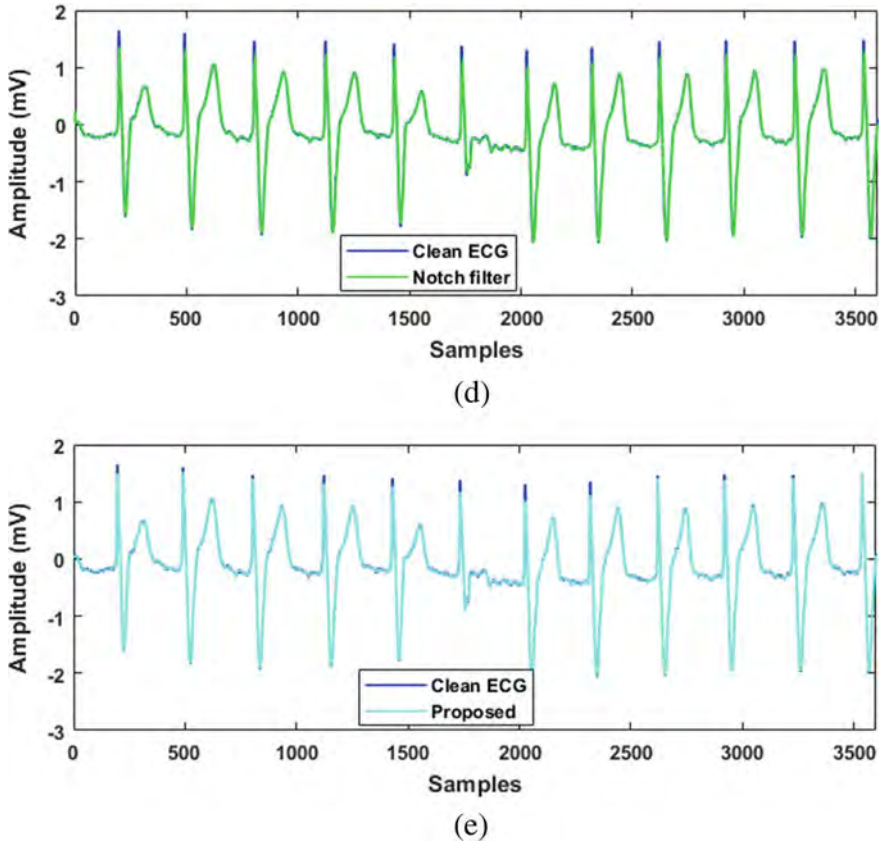 2
1
0
-1
-2
-3
Amplitude (mV)
Clean ECG
Notch filter
0 500 1000 1500 2000 2500 3000 3500
Samples
(d)
2
1
0
-1
-2
-3
Amplitude (mV)
Clean ECG
Proposed
0 500 1000 1500 2000 2500 3000 3500
Samples
(e)